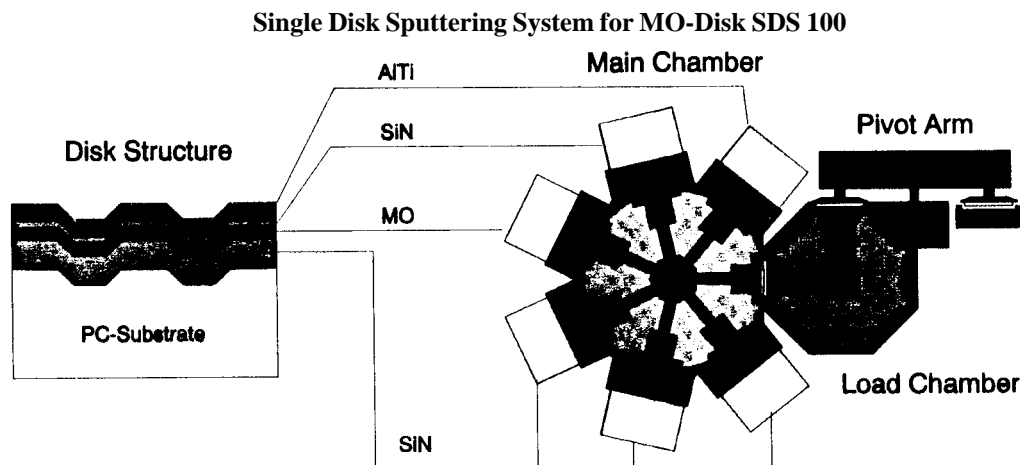 Single Disk Sputtering System for MO-Disk SDS 100
AlTi
Main Chamber
SiN
Pivot Arm
Disk Structure
MO
PC-Substrate
Load Chamber
SiN